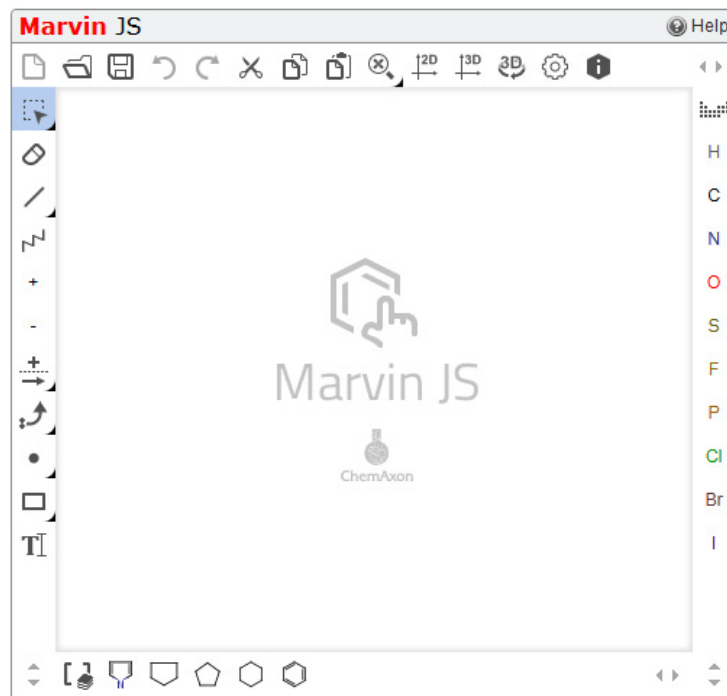 Marvin JS
Help
2D 3D 3D
H
C
N
+
O
-
S
Marvin JS
F
P
Cl
ChemAxon
Br
T
I
N